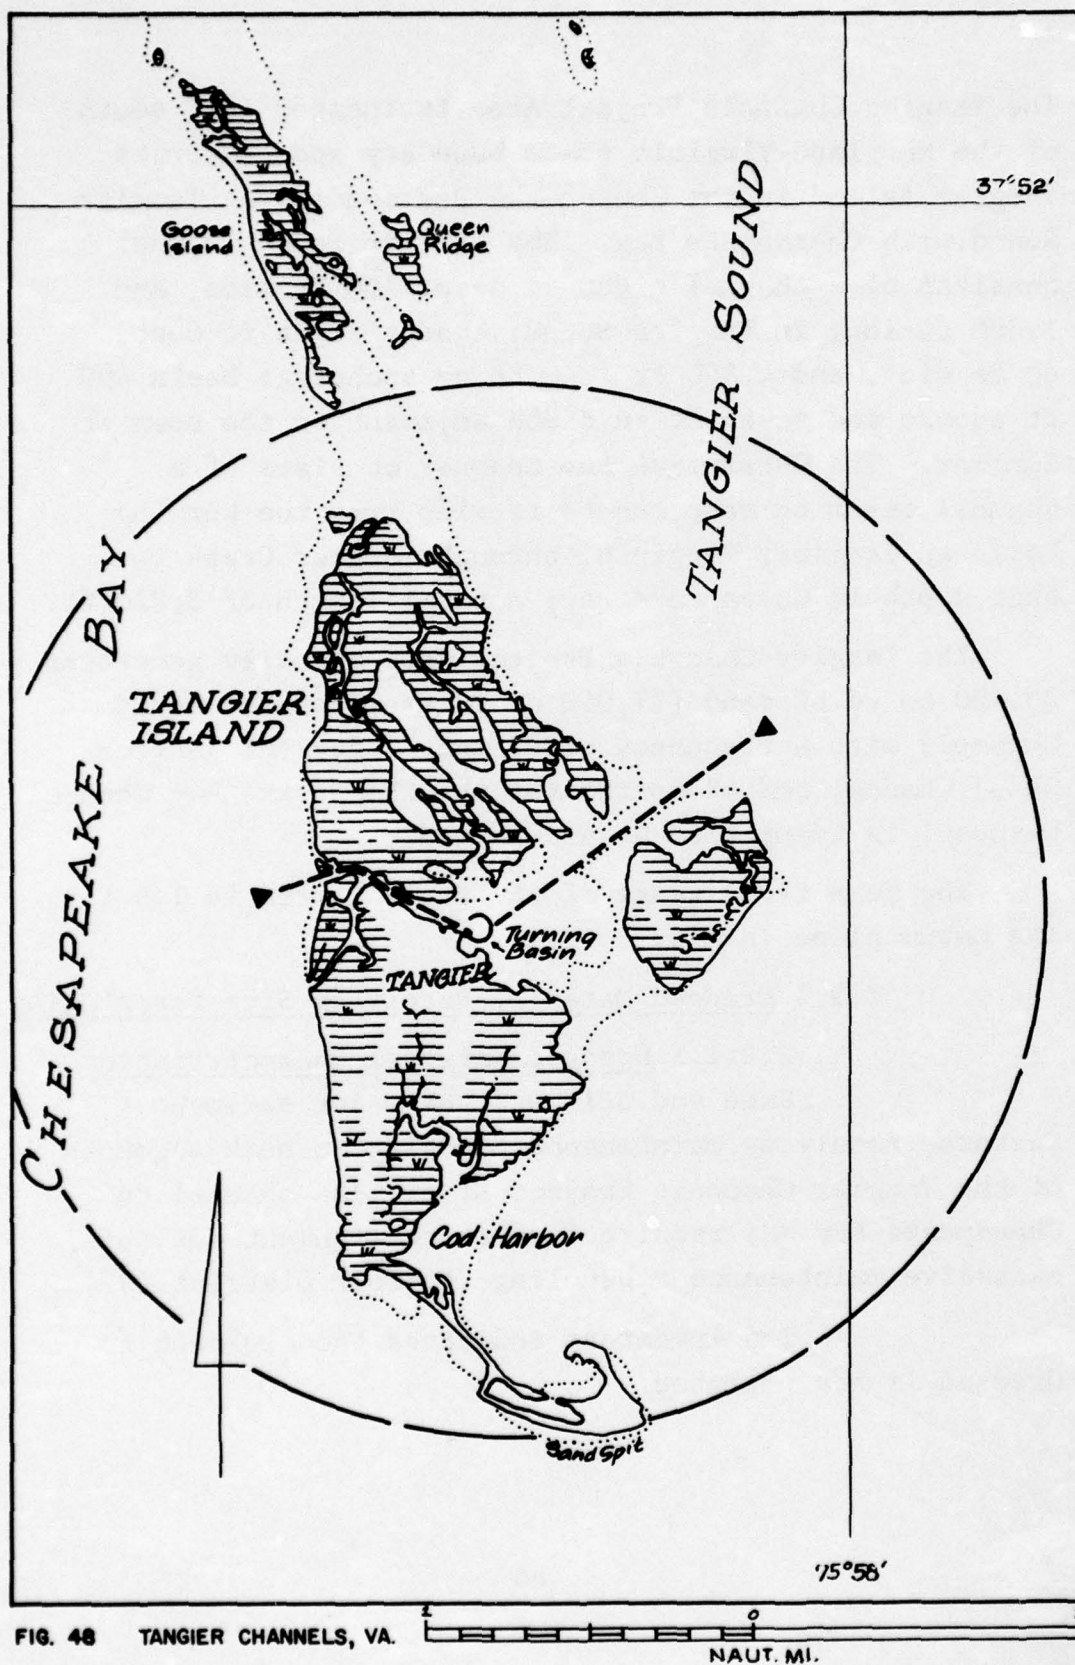 37°52'
Goose
Island
Queen
Ridge
TANGIER SOUND
CHESAPEAKE BAY
TANGIER
ISLAND
Turning
Basin
TANGIER
Cod Harbor
Sand Spit
75°58'
FIG. 48 TANGIER CHANNELS, VA.
1 0
NAUT. MI.